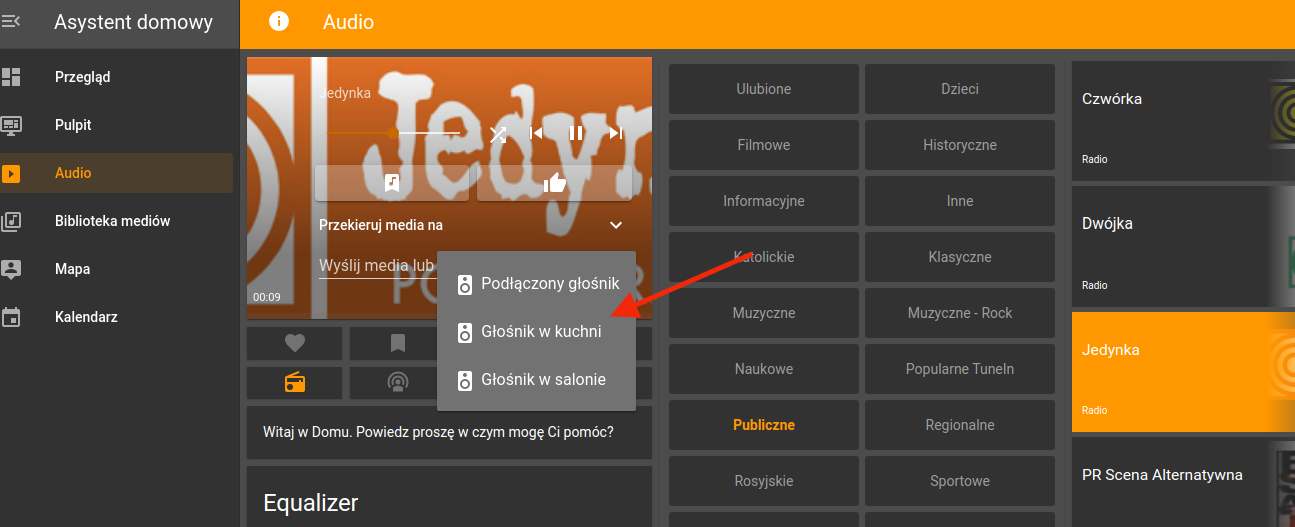 Asystent domowy
Audio
Przegląd
Pulpit
Audio
Biblioteka mediów
Mapa
Kalendarz
Jedynka
Jedyn
Przekieruj media na
Wyślij media lub
00:09
Podłączony głośnik
Głośnik w kuchni
Głośnik w salonie
Witaj w Domu. Powiedz proszę w czym mogę Ci pomóc?
Equalizer
Ulubione
Dzieci
Filmowe
Historyczne
Informacyjne
Inne
Katolickie
Klasyczne
Muzyczne
Muzyczne - Rock
Naukowe
Popularne TuneIn
Publiczne
Regionalne
Rosyjskie
Sportowe
Czwórka
Radio
Dwójka
Radio
Jedynka
Radio
PR Scena Alternatywna